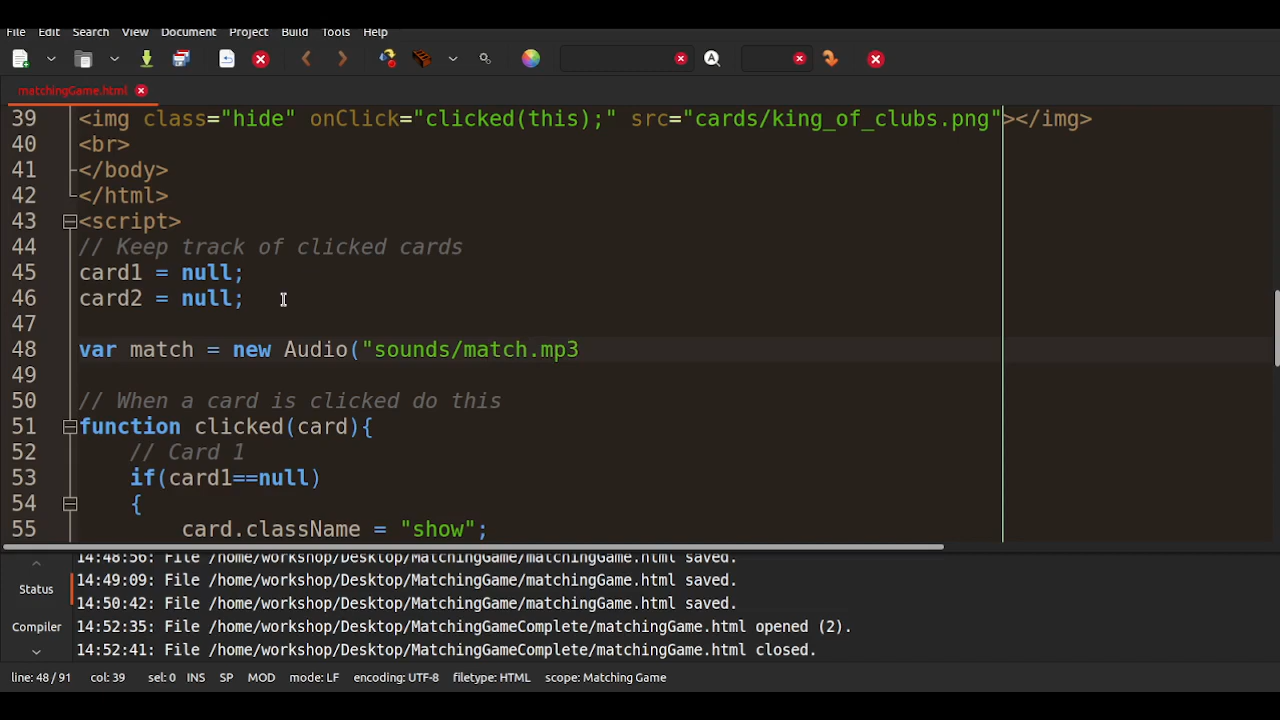 File Edit Search View Document Project Build Tools Help
matchingGame.html
39 <img class="hide" onClick="clicked(this);" src="cards/king_of_clubs.png"></img>
40 <br>
41 </body>
42 </html>
43 <script>
44 // Keep track of clicked cards
45 card1 = null;
46 card2 = null;
47
48 var match = new Audio("sounds/match.mp3
49
50 // When a card is clicked do this
51 function clicked(card){
52 // Card 1
53 if(card1==null)
54 {
55 card.className = "show";
14:48:56: File /home/workshop/Desktop/MatchingGame/matchingGame.html saved.
Status 14:49:09: File /home/workshop/Desktop/MatchingGame/matchingGame.html saved.
14:50:42: File /home/workshop/Desktop/MatchingGame/matchingGame.html saved.
Compiler 14:52:35: File /home/workshop/Desktop/MatchingGameComplete/matchingGame.html opened (2).
14:52:41: File /home/workshop/Desktop/MatchingGameComplete/matchingGame.html closed.
line: 48 / 91 col: 39 sel: 0 INS SP MOD mode: LF encoding: UTF-8 filetype: HTML scope: Matching Game